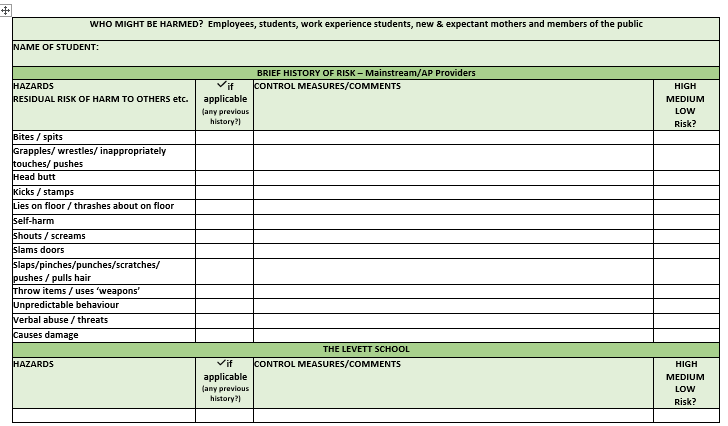 WHO MIGHT BE HARMED? Employees, students, work experience students, new & expectant mothers and members of the public
NAME OF STUDENT:
BRIEF HISTORY OF RISK – Mainstream/AP Providers
HAZARDS
RESIDUAL RISK OF HARM TO OTHERS etc.
✓if
applicable
(any previous
history?)
CONTROL MEASURES/COMMENTS
HIGH
MEDIUM
LOW
Risk?
Bites / spits
Grapples/ wrestles/ inappropriately
touches/ pushes
Head butt
Kicks / stamps
Lies on floor / thrashes about on floor
Self-harm
Shouts / screams
Slams doors
Slaps/pinches/punches/scratches/
pushes / pulls hair
Throw items / uses ‘weapons’
Unpredictable behaviour
Verbal abuse / threats
Causes damage
THE LEVETT SCHOOL
HAZARDS
✓if
applicable
(any previous
history?)
CONTROL MEASURES/COMMENTS
HIGH
MEDIUM
LOW
Risk?